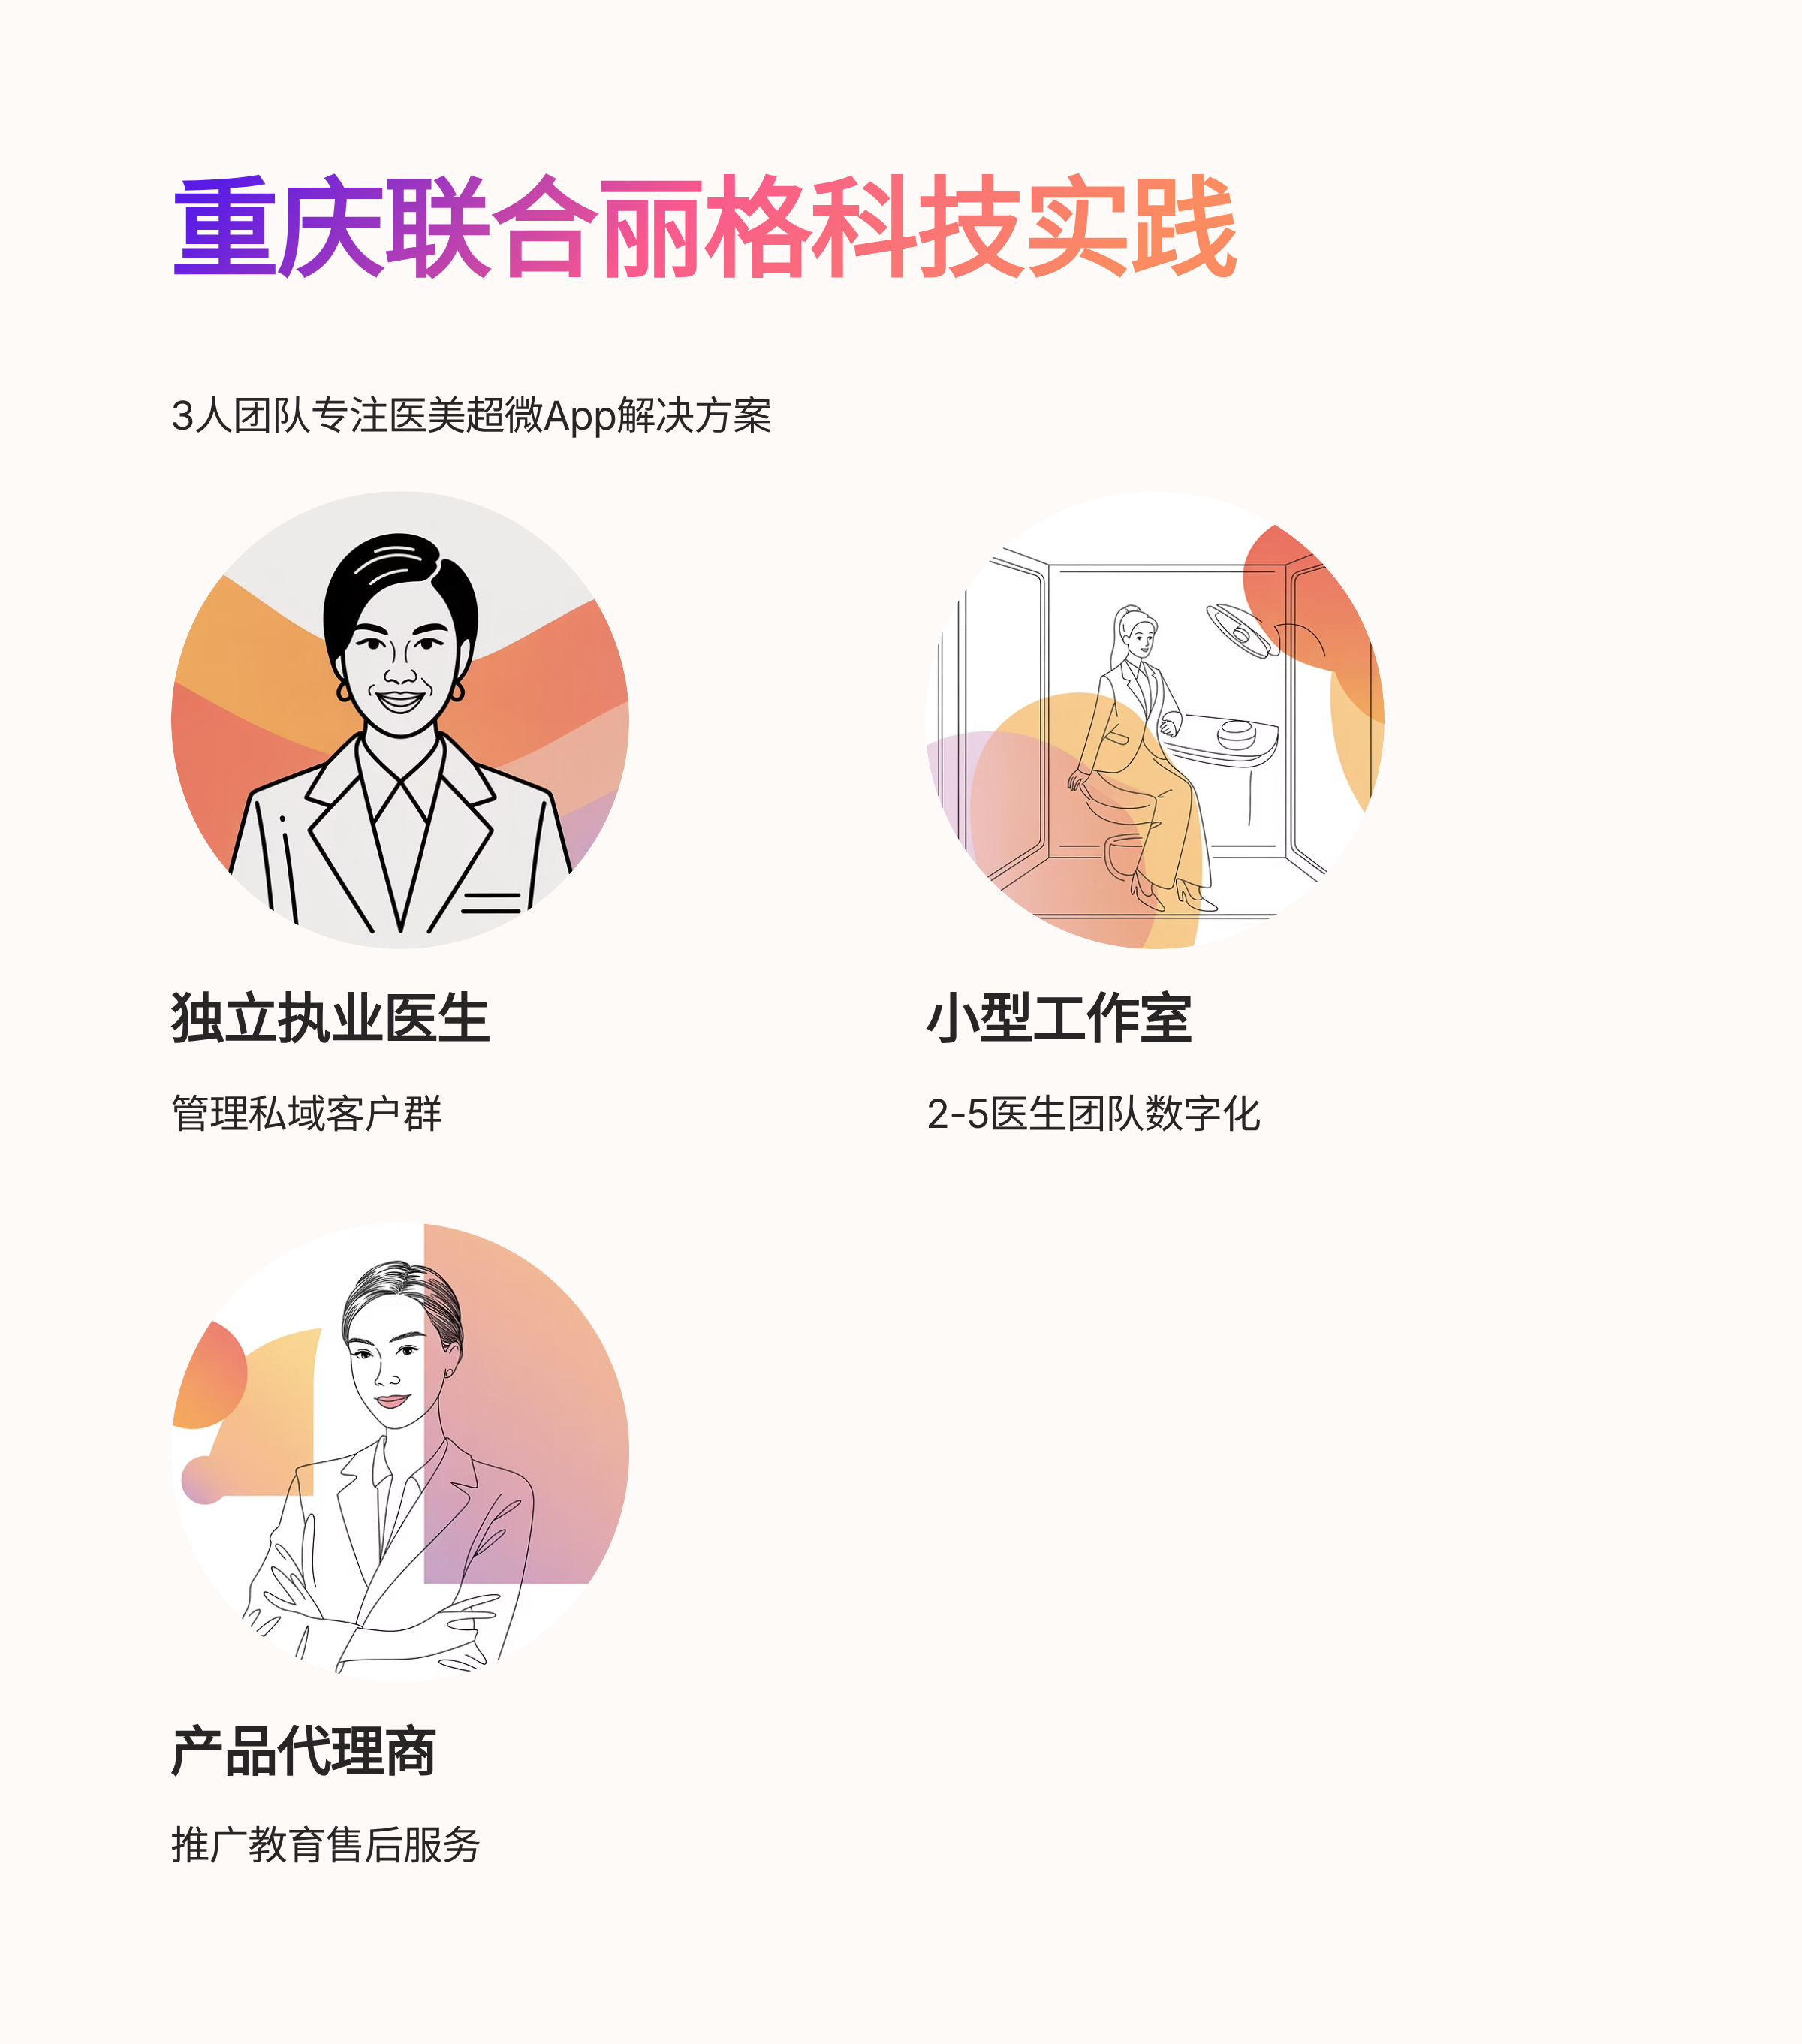 重庆联合丽格科技实践
3人团队专注医美超微App解决方案
独立执业医生
管理私域客户群
小型工作室
2-5医生团队数字化
产品代理商
推广教育售后服务